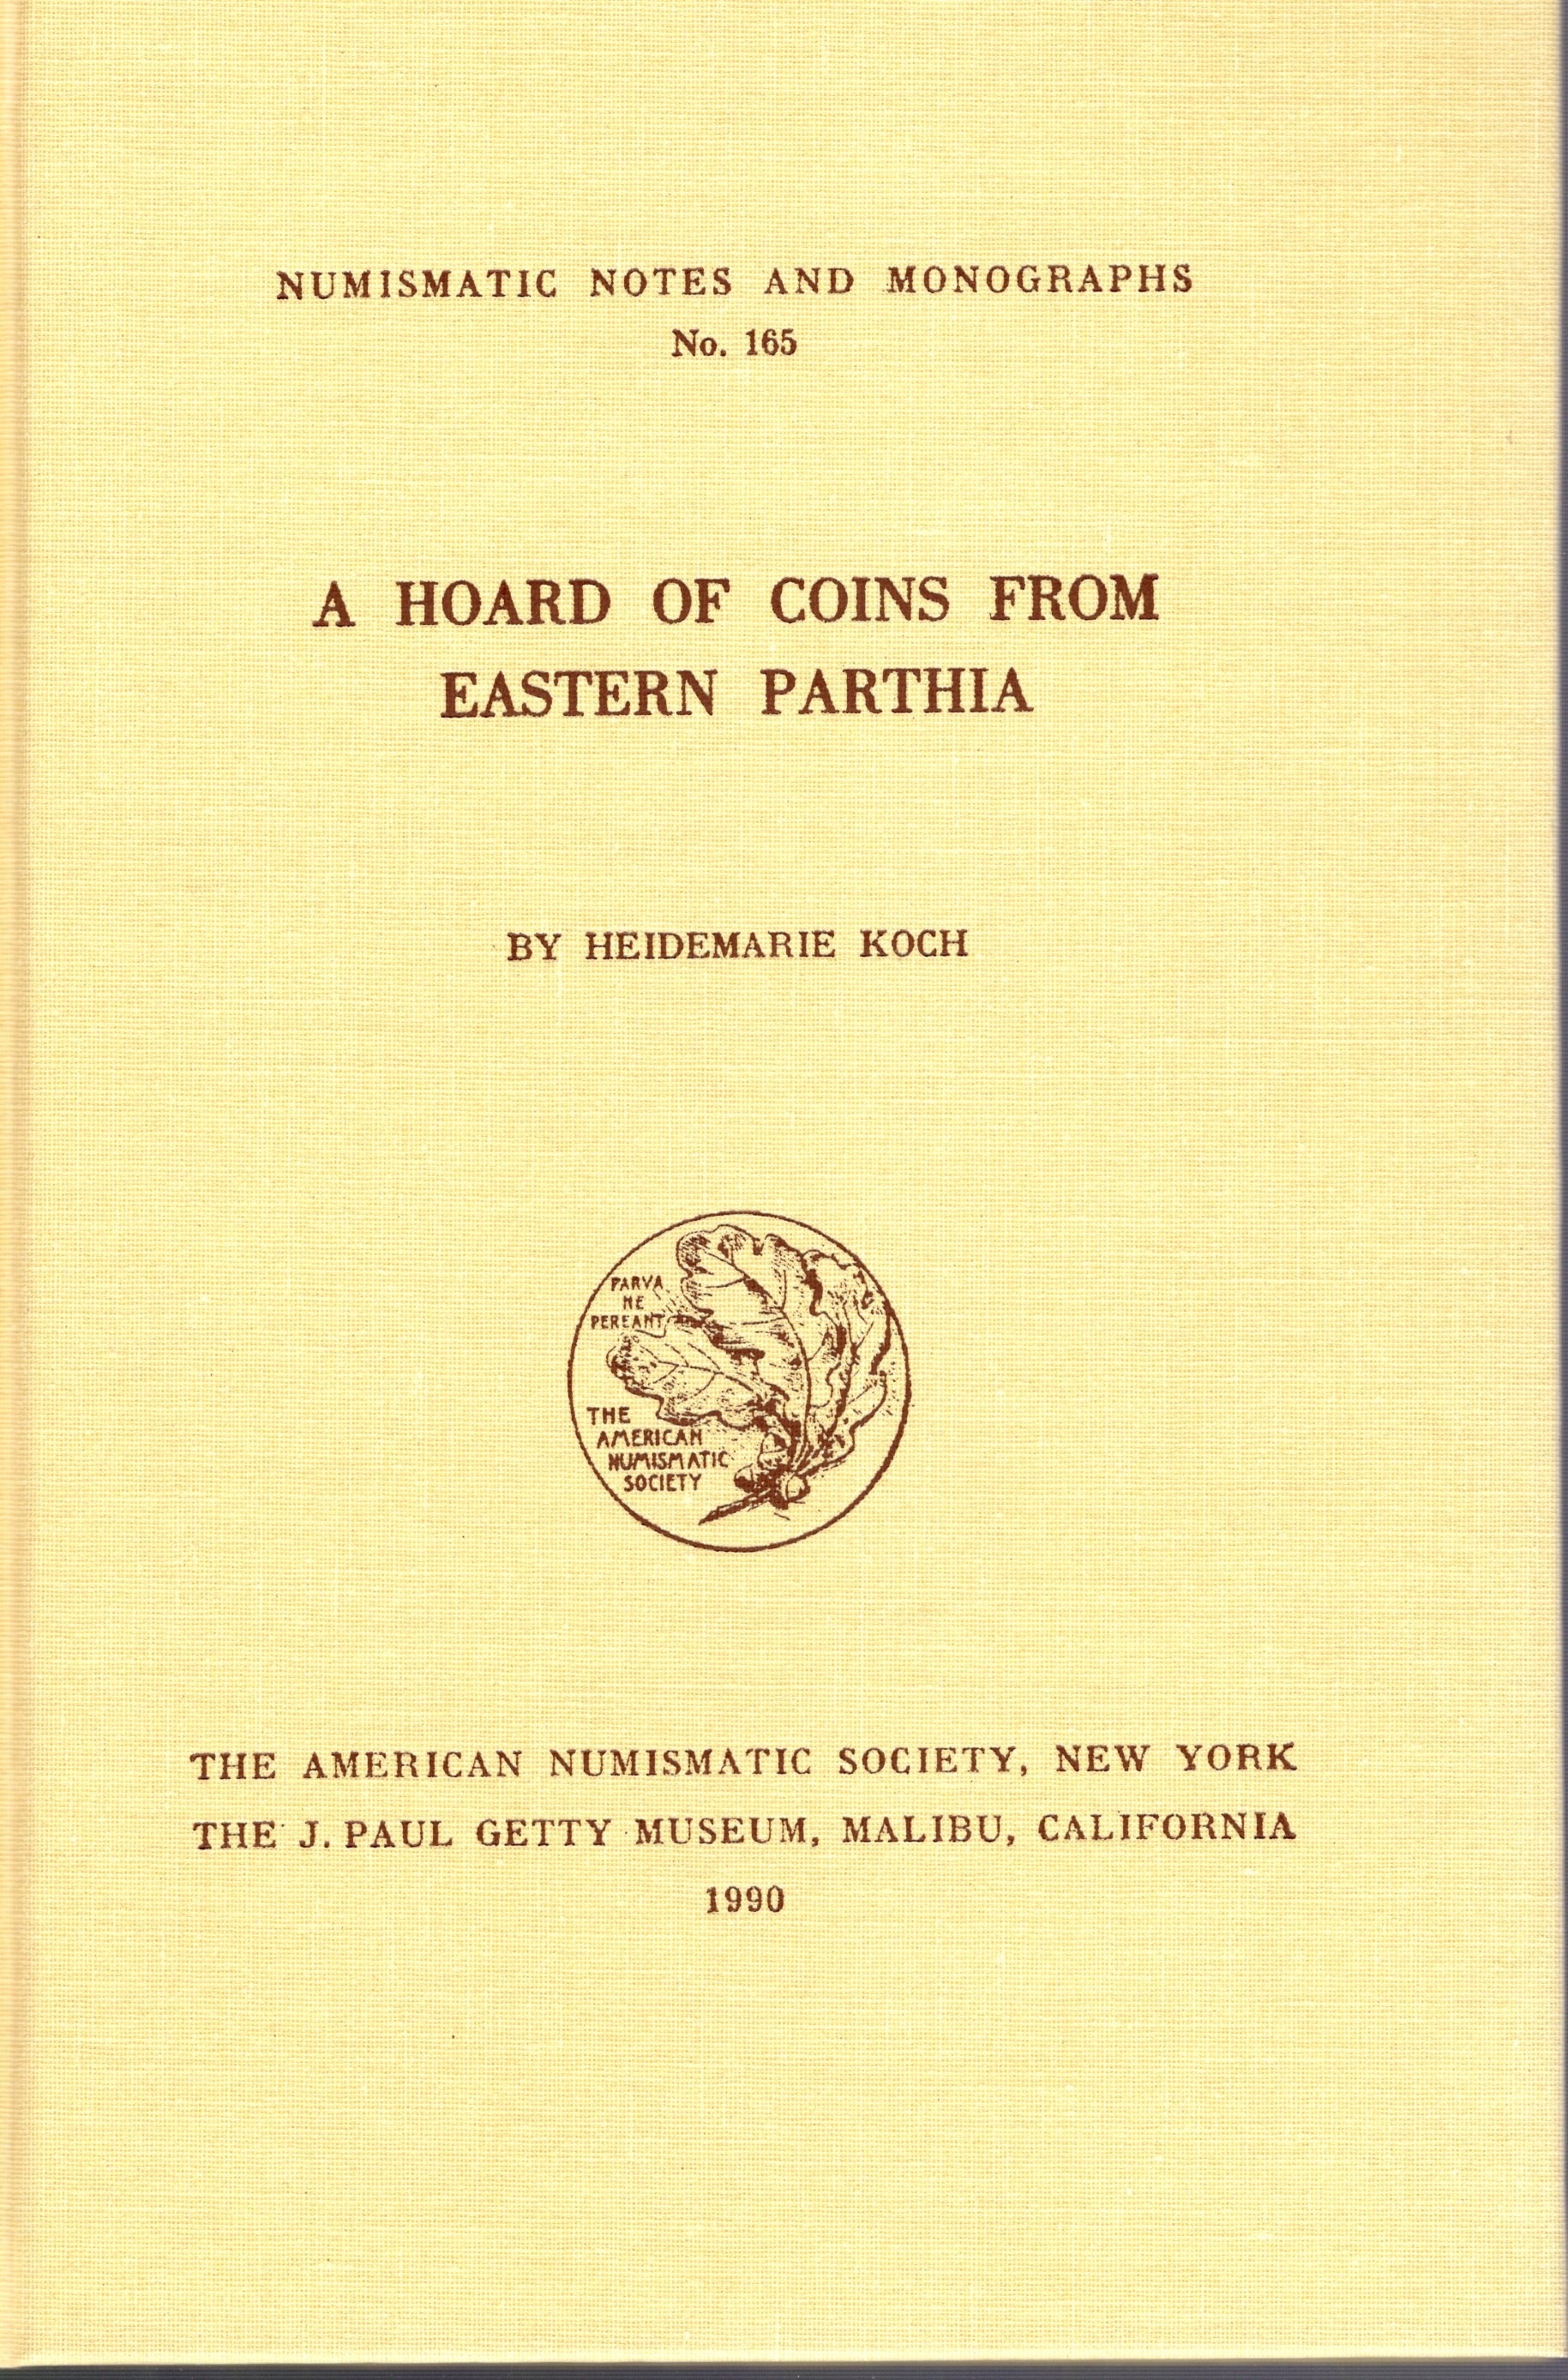 NUMISMATIC NOTES AND MONOGRAPHS
No. 165
A HOARD OF COINS FROM
EASTERN PARTHIA
BY HEIDEMARIE KOCH
PARVA
NE
PEREANT
THE
AMERICAN
NUMISMATIC
SOCIETY
THE AMERICAN NUMISMATIC SOCIETY, NEW YORK
THE J. PAUL GETTY MUSEUM, MALIBU, CALIFORNIA
1990